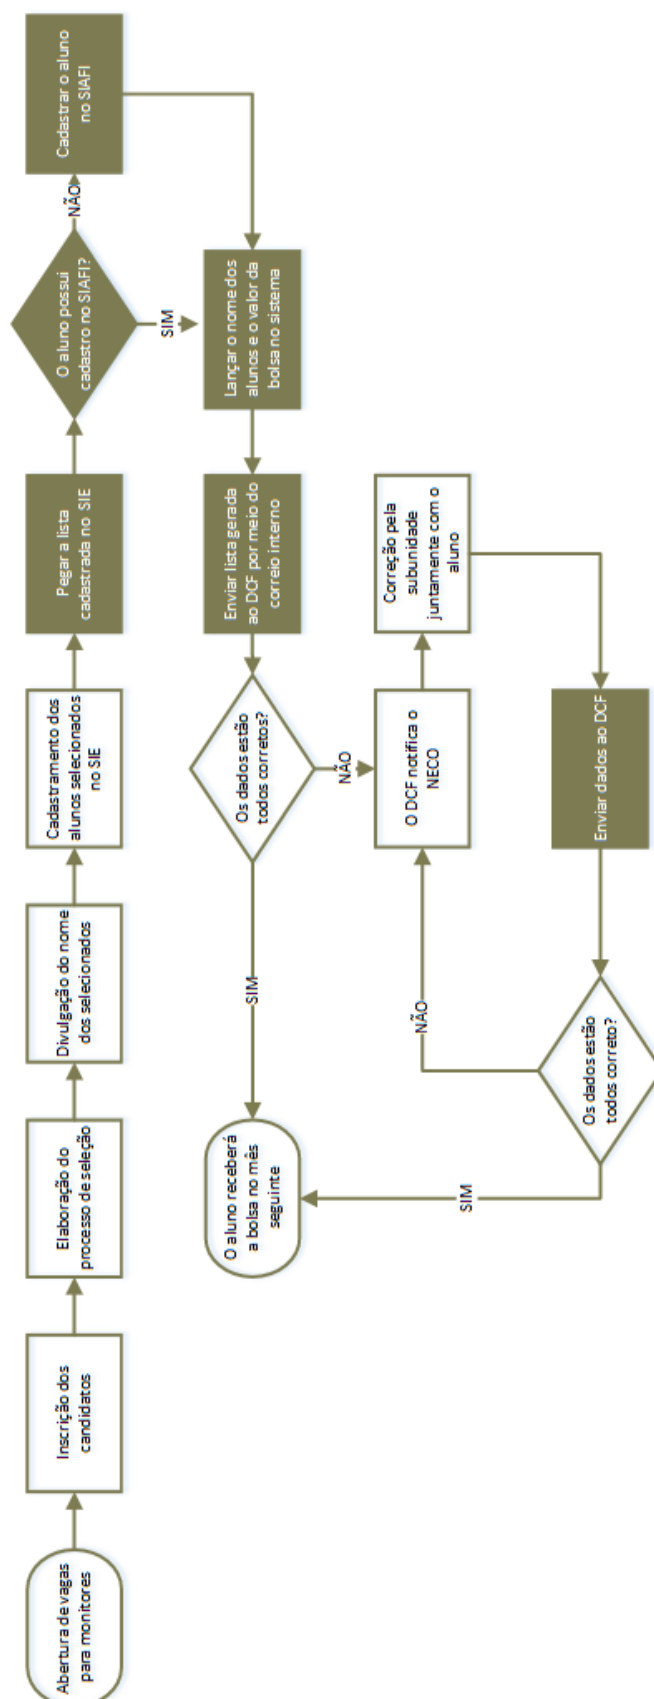 Abertura de vagas
para monitores
Inscrição dos
candidatos
Elaboração do
processo de seleção
Divulgação do nome
dos selecionados
Cadastramento dos
alunos selecionados
no SIE
Pegar a lista
cadastrada no SIE
O aluno possui
cadastro no SIAFI?
NÃO
Cadastrar o aluno
no SIAFI
SIM
Lançar o nome dos
alunos e o valor da
bolsa no sistema
Enviar lista gerada
ao DCF por meio do
correio interno
Os dados estão
todos corretos?
SIM
O aluno receberá
a bolsa no mês
seguinte
NÃO
O DCF notifica o
NECO
Correção pela
subunidade
juntamente com o
aluno
Enviar dados ao DCF
Os dados estão
todos correto?
NÃO
SIM